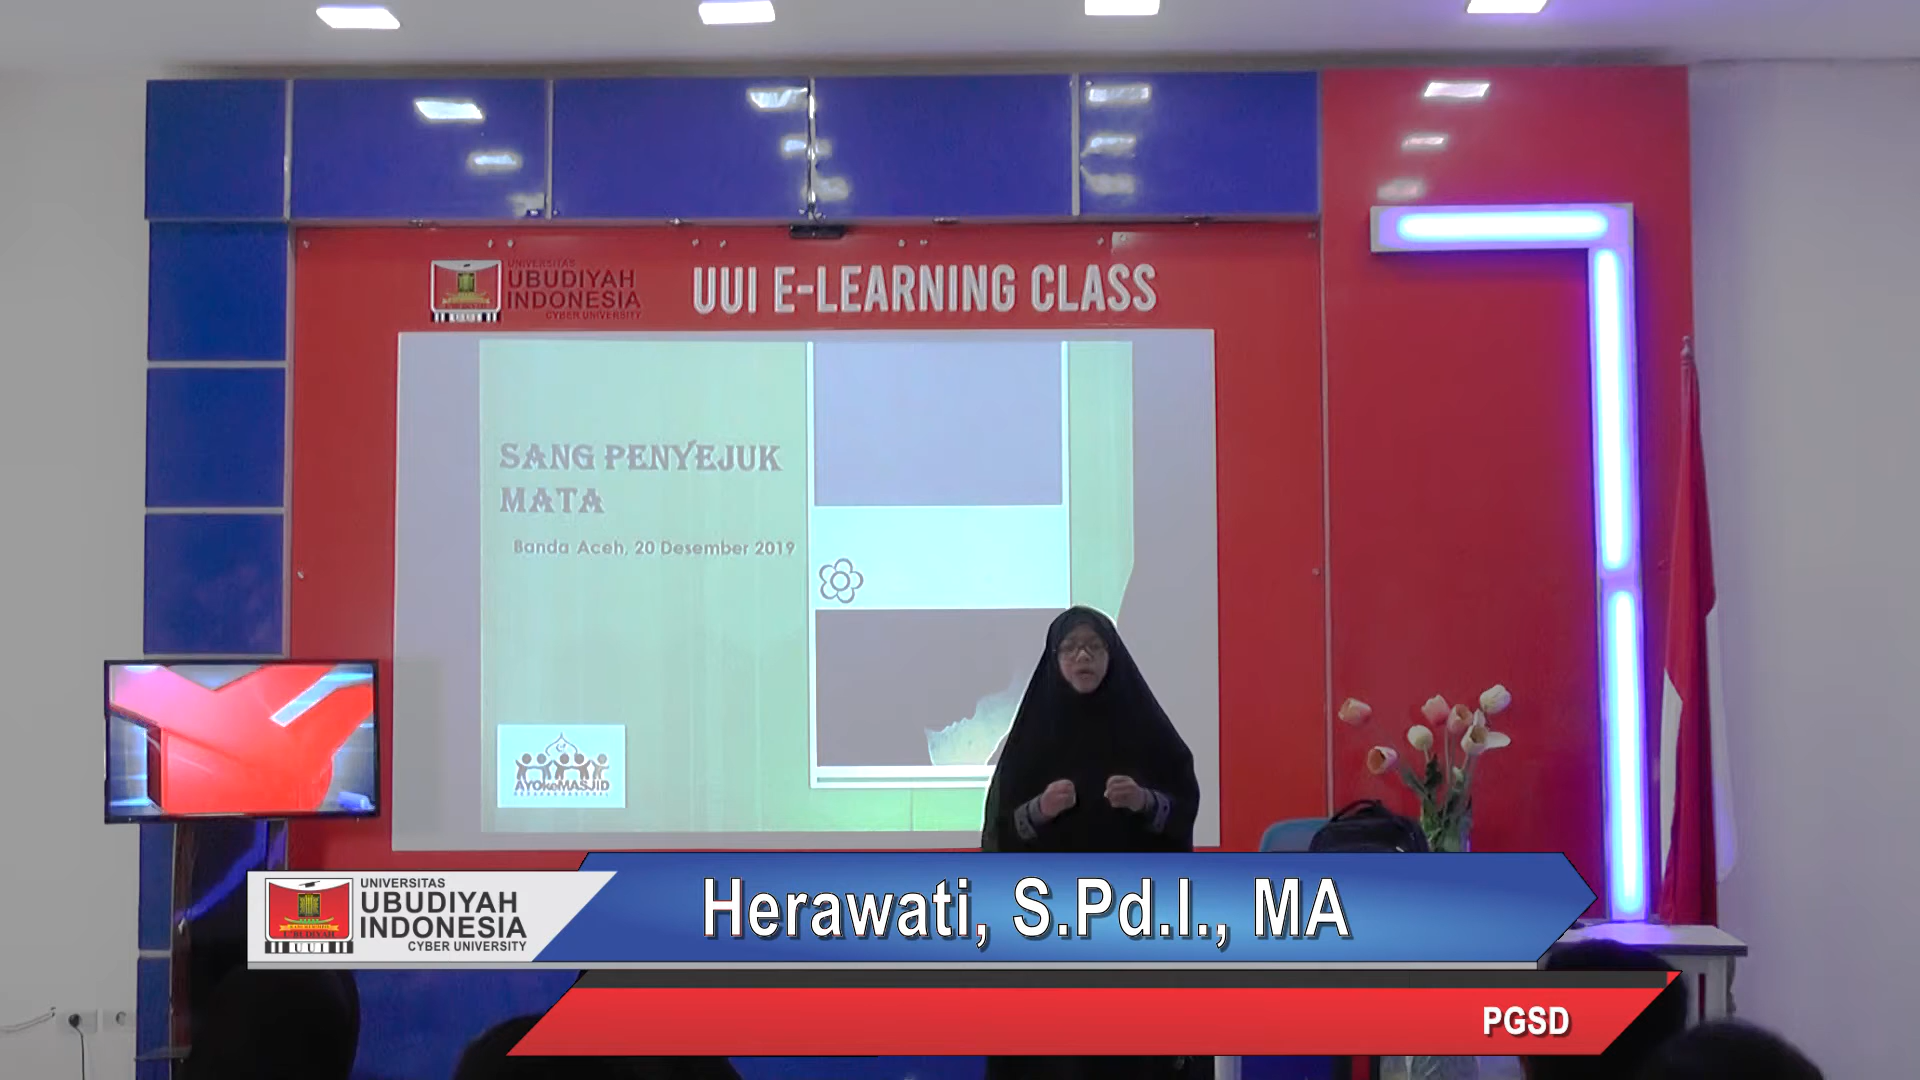 UNIVERSITAS
UBUDIYAH
INDONESIA
CYBER UNIVERSITY
UUI E-LEARNING CLASS
SANG PENYEJUK
MATA
Banda Aceh, 20 Desember 2019
AYOkeMASJID
UNIVERSITAS
UBUDIYAH
INDONESIA
CYBER UNIVERSITY
UUI
Herawati, S.Pd.I., MA
PGSD